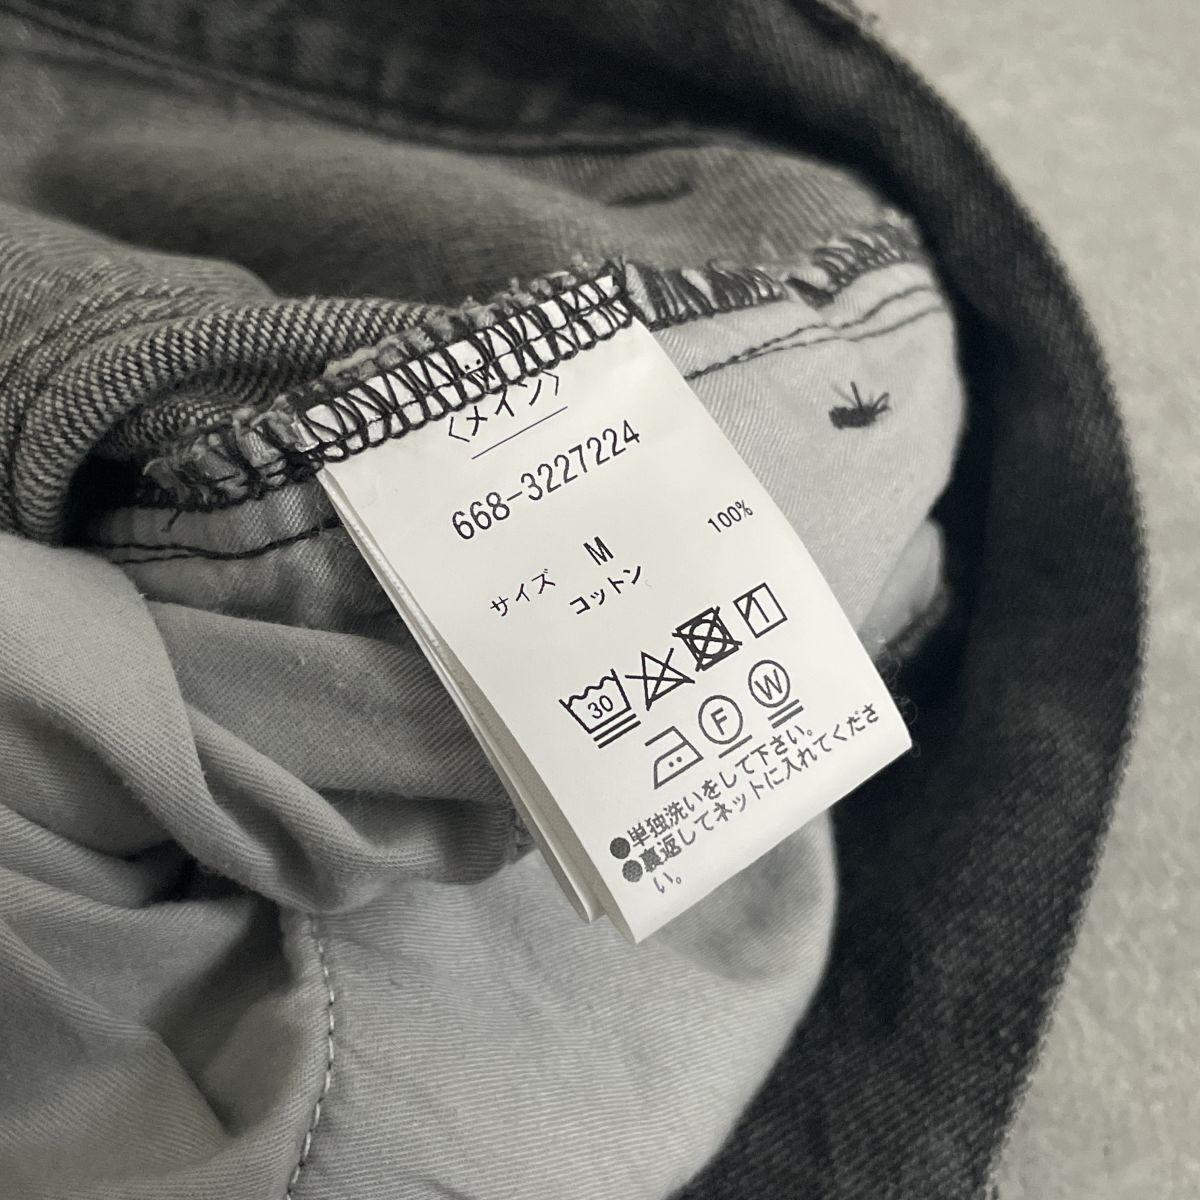 〈メイン〉
668-3227224
サイズ M
コットン 100%
30
F W
●単独洗いをして下さい。
●裏返してネットに入れてくださ
い。